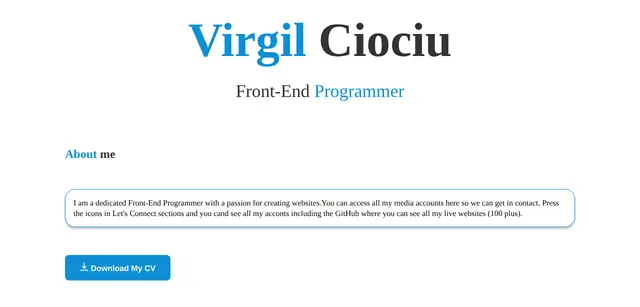 Virgil Ciociu
Front-End Programmer
About me
I am a dedicated Front-End Programmer with a passion for creating websites.You can access all my media accounts here so we can get in contact. Press
the icons in Let's Connect sections and you cand see all my acconts including the GitHub where you can see all my live websites (100 plus).
Download My CV